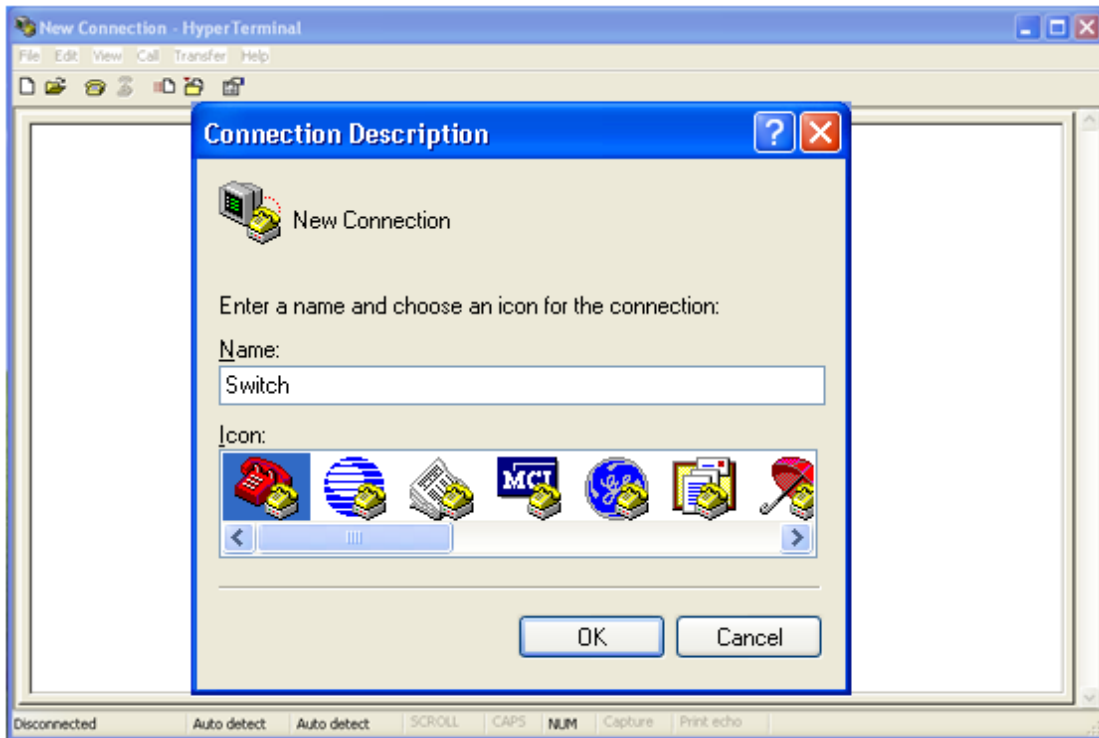 New Connection - HyperTerminal
File Edit View Call Transfer Help
Connection Description
New Connection
Enter a name and choose an icon for the connection:
Name:
Switch
Icon:
MCI
OK Cancel
Disconnected Auto detect Auto detect SCROLL CAPS NUM Capture Print echo